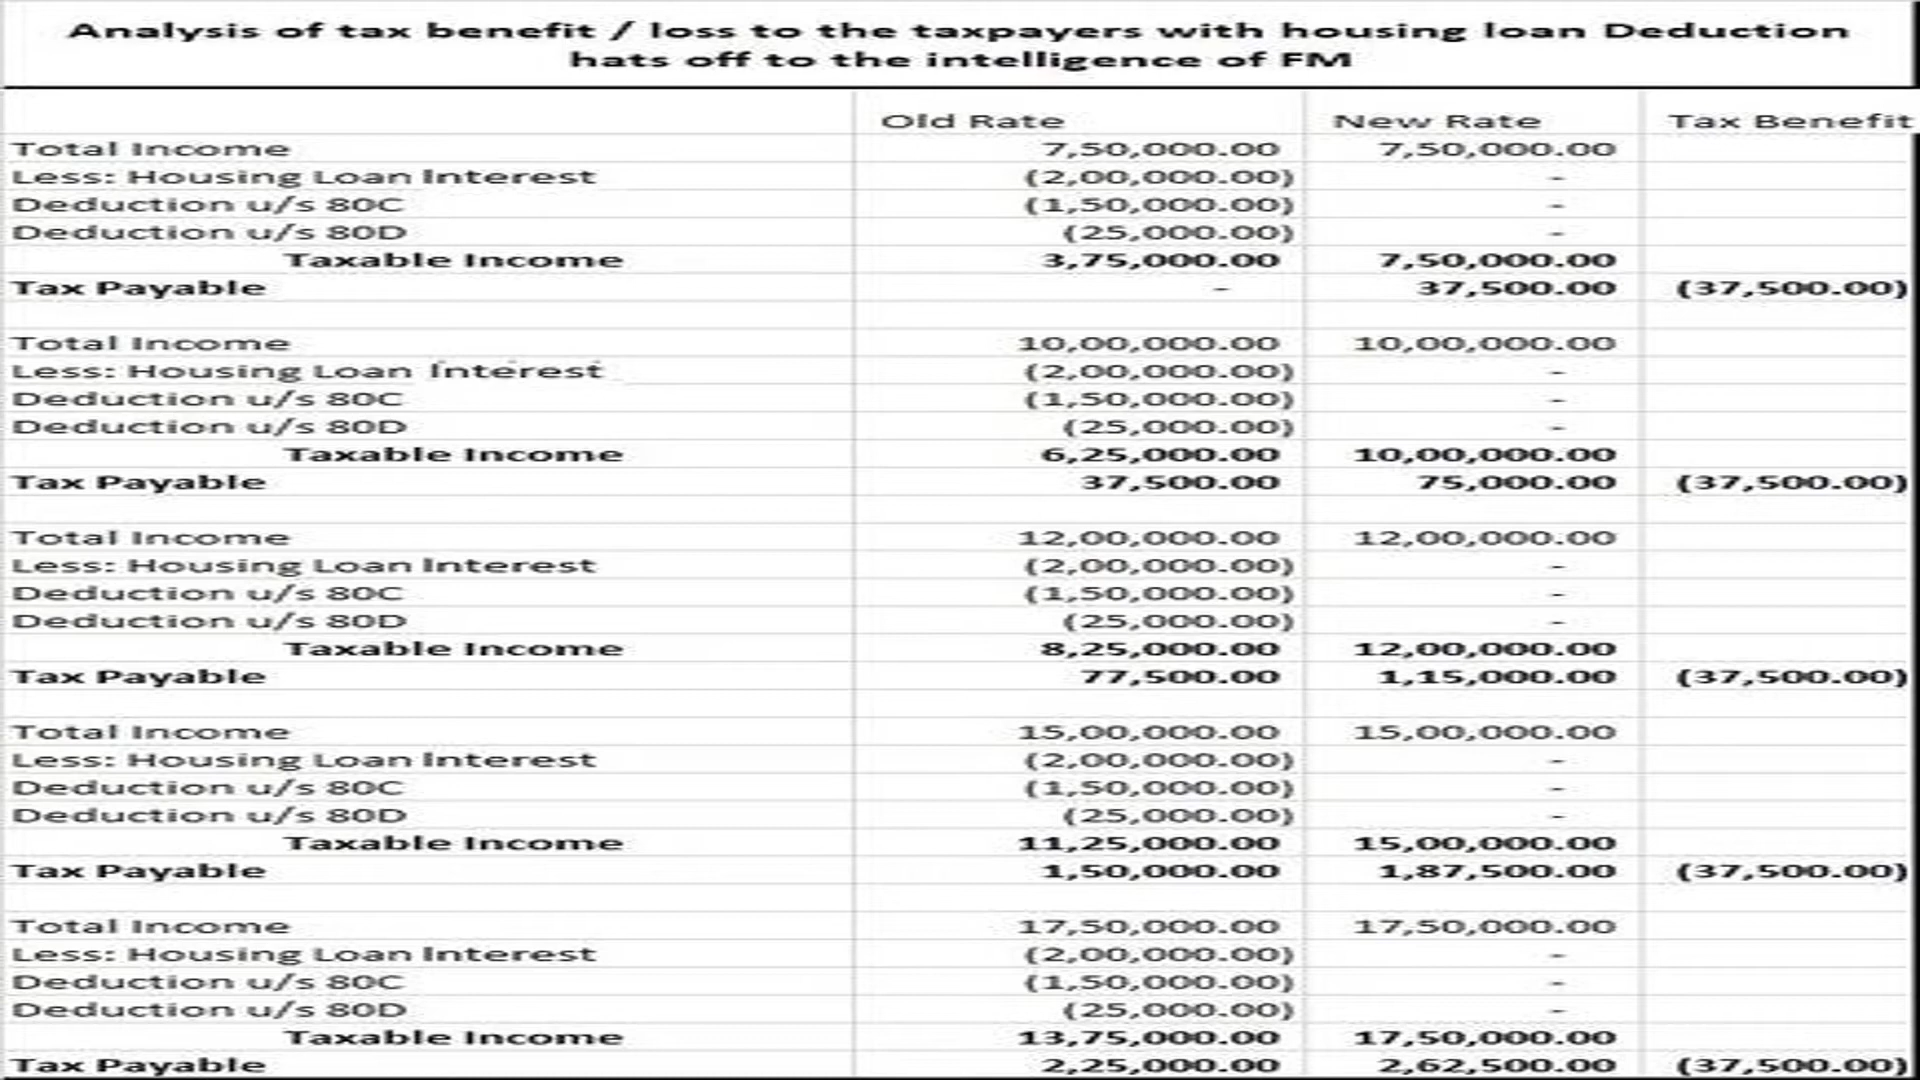 Analysis of tax benefit / loss to the taxpayers with housing loan Deduction
hats off to the intelligence of FM
Old Rate New Rate Tax Benefit
Total Income 7,50,000.00 7,50,000.00
Less: Housing Loan Interest (2,00,000.00) -
Deduction u/s 80C (1,50,000.00) -
Deduction u/s 80D (25,000.00) -
Taxable Income 3,75,000.00 7,50,000.00
Tax Payable - 37,500.00 (37,500.00)
Total Income 10,00,000.00 10,00,000.00
Less: Housing Loan Interest (2,00,000.00) -
Deduction u/s 80C (1,50,000.00) -
Deduction u/s 80D (25,000.00) -
Taxable Income 6,25,000.00 10,00,000.00
Tax Payable 37,500.00 75,000.00 (37,500.00)
Total Income 12,00,000.00 12,00,000.00
Less: Housing Loan Interest (2,00,000.00) -
Deduction u/s 80C (1,50,000.00) -
Deduction u/s 80D (25,000.00) -
Taxable Income 8,25,000.00 12,00,000.00
Tax Payable 77,500.00 1,15,000.00 (37,500.00)
Total Income 15,00,000.00 15,00,000.00
Less: Housing Loan Interest (2,00,000.00) -
Deduction u/s 80C (1,50,000.00) -
Deduction u/s 80D (25,000.00) -
Taxable Income 11,25,000.00 15,00,000.00
Tax Payable 1,50,000.00 1,87,500.00 (37,500.00)
Total Income 17,50,000.00 17,50,000.00
Less: Housing Loan Interest (2,00,000.00) -
Deduction u/s 80C (1,50,000.00) -
Deduction u/s 80D (25,000.00) -
Taxable Income 13,75,000.00 17,50,000.00
Tax Payable 2,25,000.00 2,62,500.00 (37,500.00)